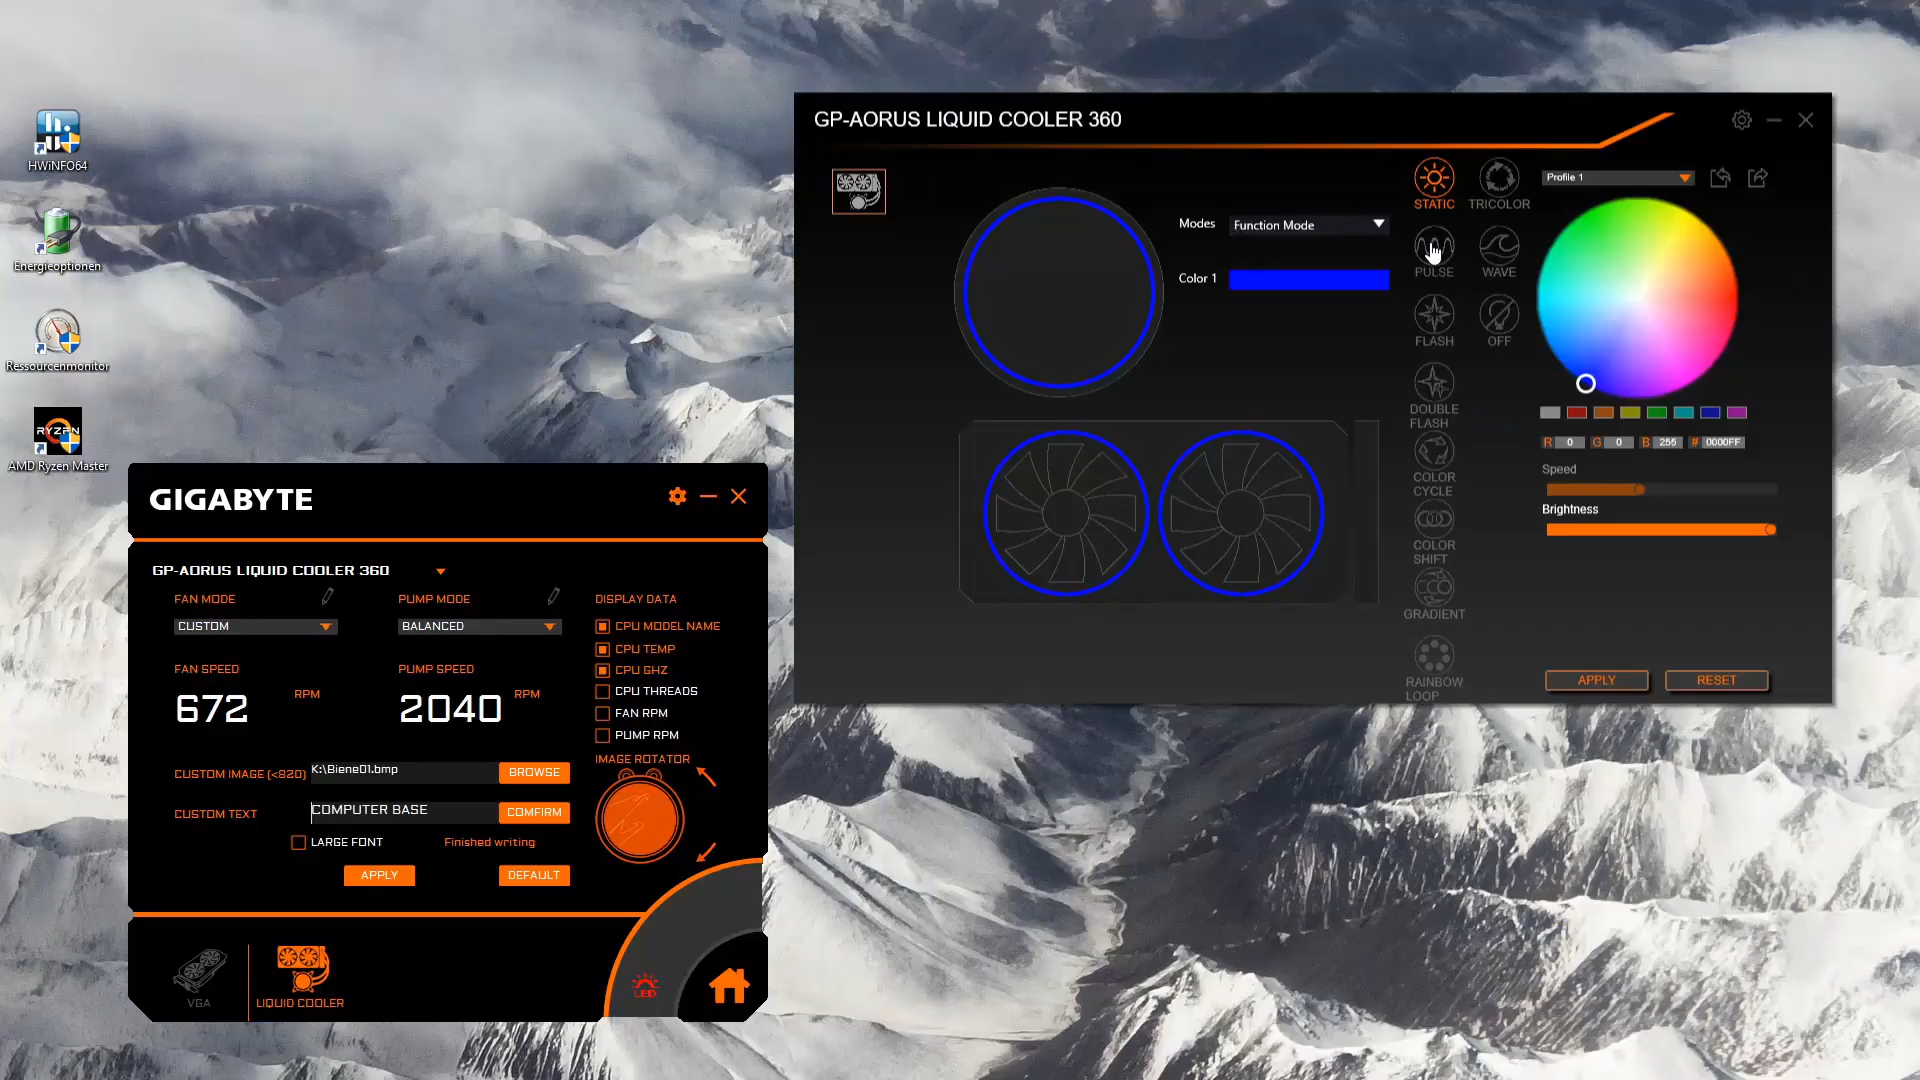 HWiNFO64
Energieoptionen
Ressourcenmonitor
RYZEN
AMD Ryzen Master
GP-AORUS LIQUID COOLER 360
Modes
Function Mode
Color 1
STATIC
TRICOLOR
PULSE
WAVE
FLASH
OFF
DOUBLE
FLASH
COLOR
CYCLE
COLOR
SHIFT
GRADIENT
RAINBOW
LOOP
Profile 1
R 0 G 0 B 255 # 0000FF
Speed
Brightness
APPLY
RESET
GIGABYTE
GP-AORUS LIQUID COOLER 360
FAN MODE
PUMP MODE
DISPLAY DATA
CUSTOM
BALANCED
CPU MODEL NAME
CPU TEMP
CPU GHZ
CPU THREADS
FAN RPM
PUMP RPM
FAN SPEED
PUMP SPEED
672 RPM
2040 RPM
IMAGE ROTATOR
CUSTOM IMAGE (<820) K:\Biene01.bmp BROWSE
CUSTOM TEXT COMPUTER BASE COMFIRM
LARGE FONT
Finished writing
APPLY
DEFAULT
VGA
LIQUID COOLER
LED